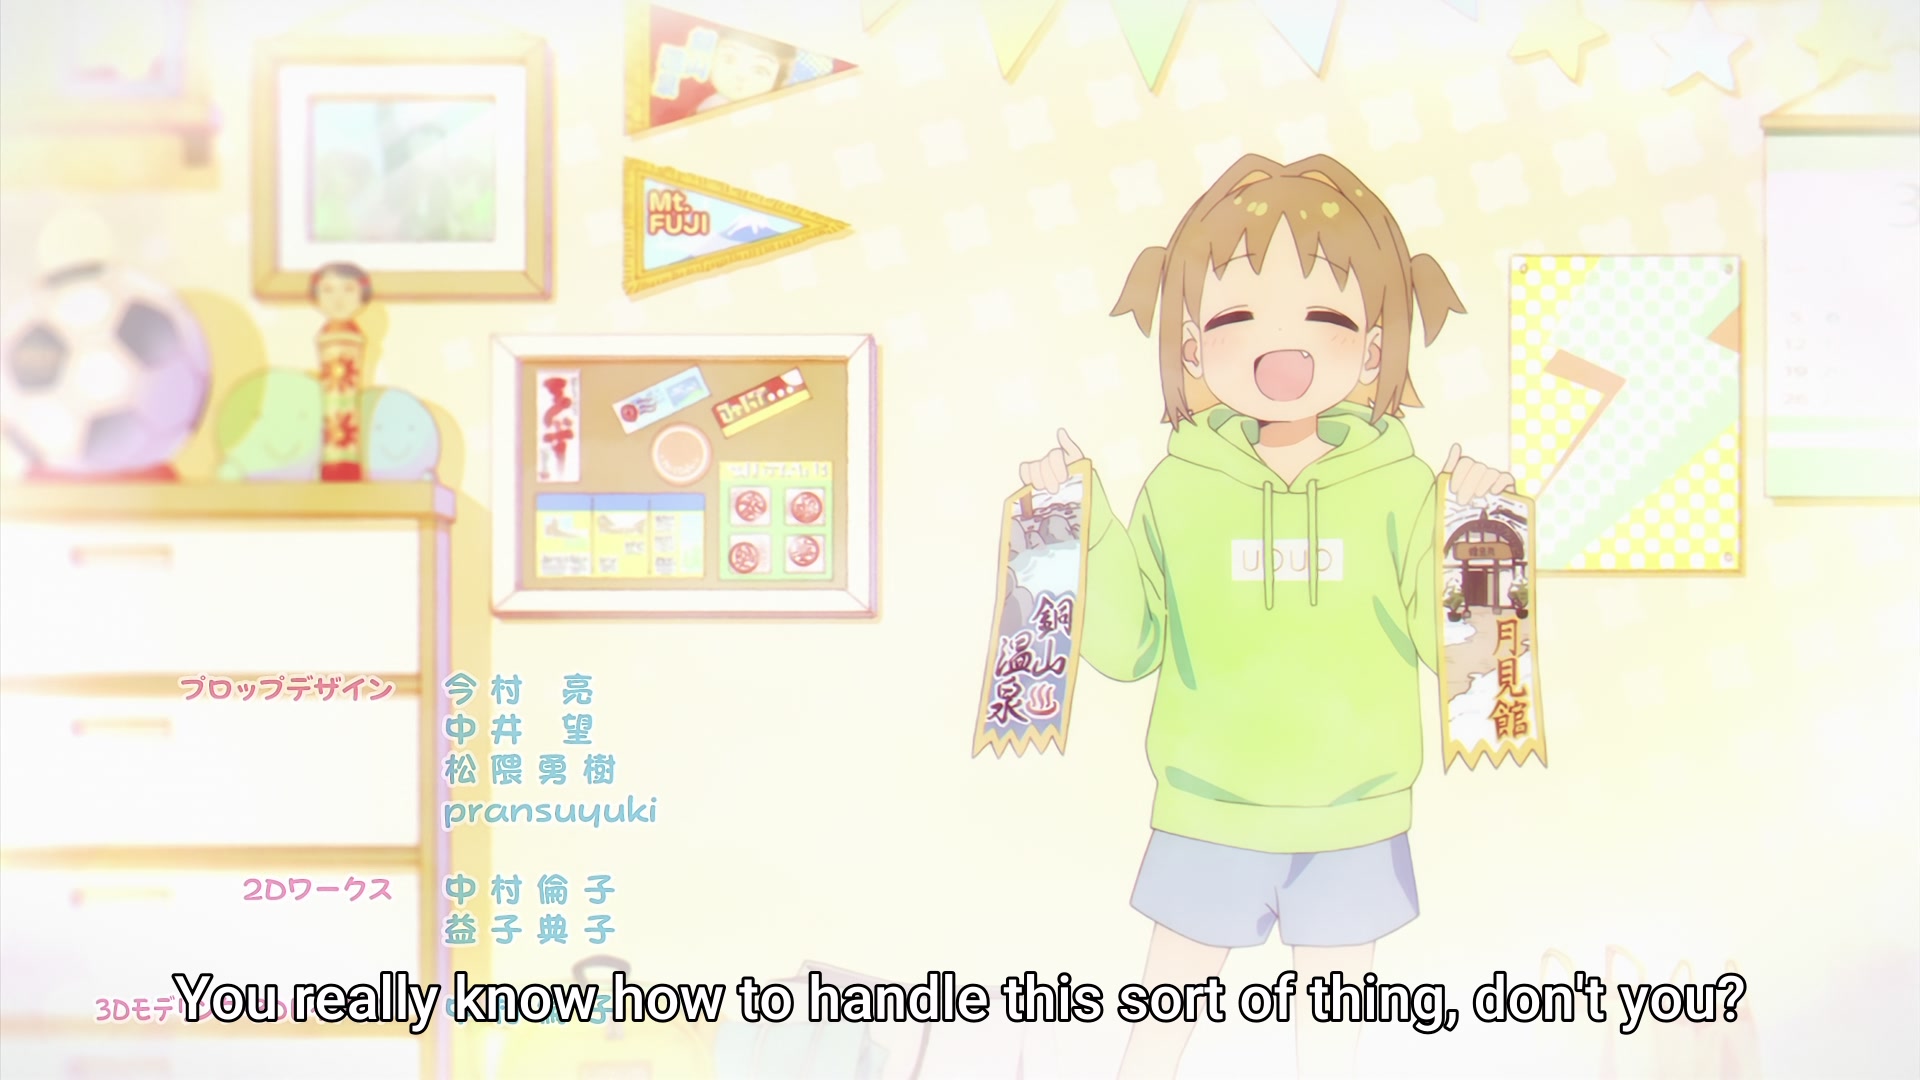 Mt.
FUJI
UDUD
銅山
温泉
月見館
プロップデザイン 今村 亮
中井 望
松隈勇樹
pransuyuki
2Dワークス 中村倫子
益子典子
You really know how to handle this sort of thing, don't you?